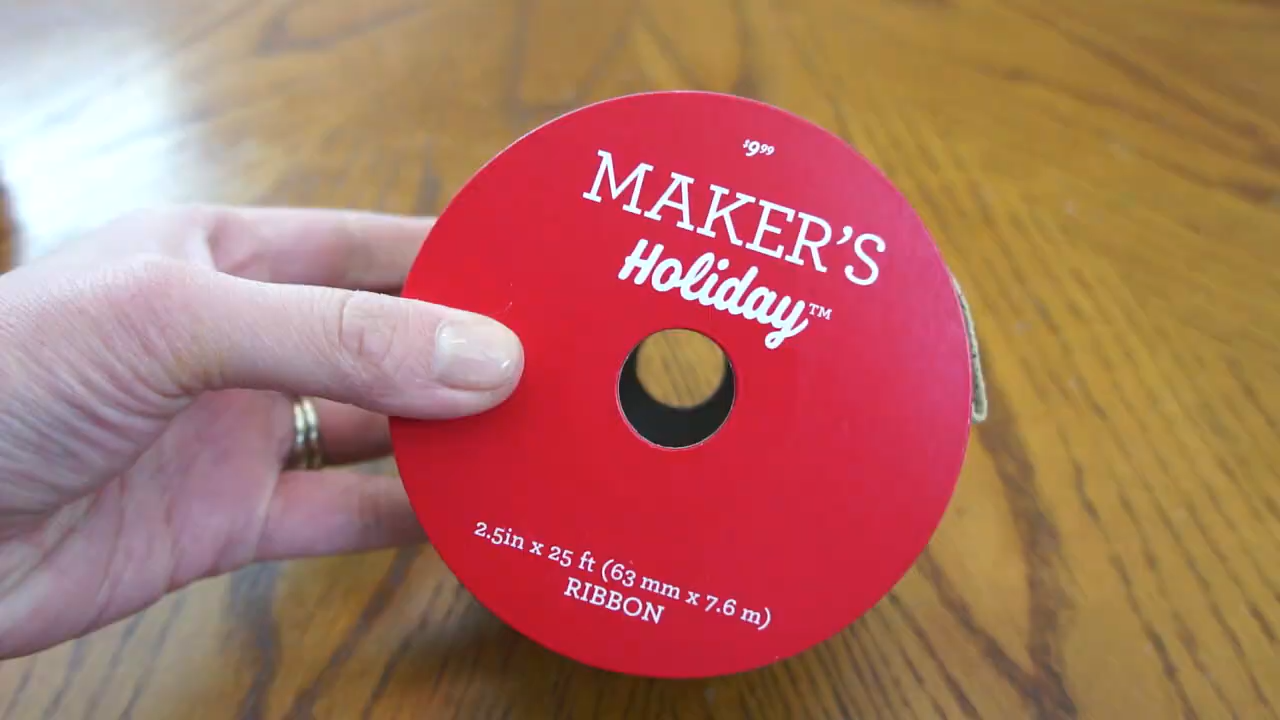 $9.99
MAKER'S
Holiday™
2.5in x 25 ft (63 mm x 7.6 m)
RIBBON